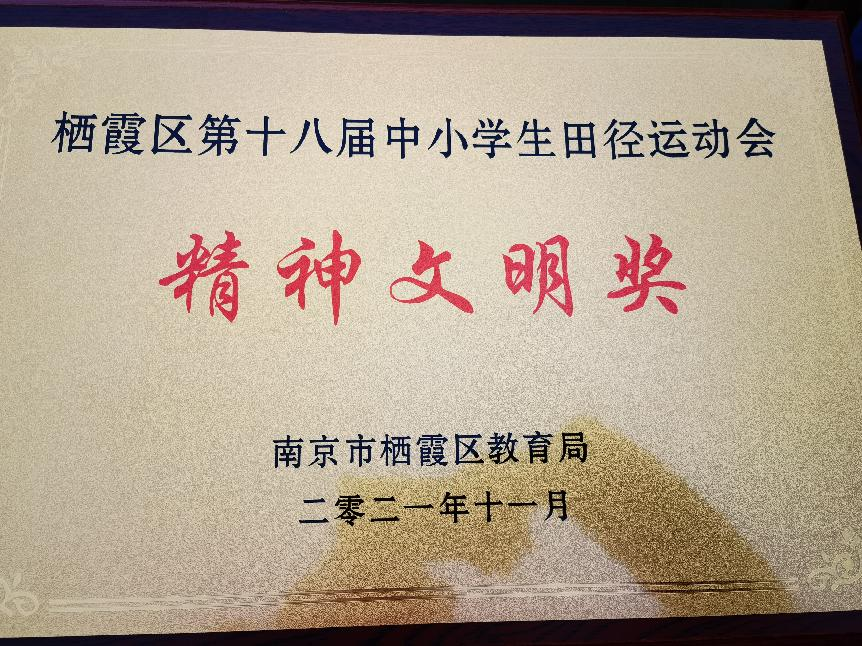 栖霞区第十八届中小学生田径运动会
精神文明奖
南京市栖霞区教育局
二零二一年十一月